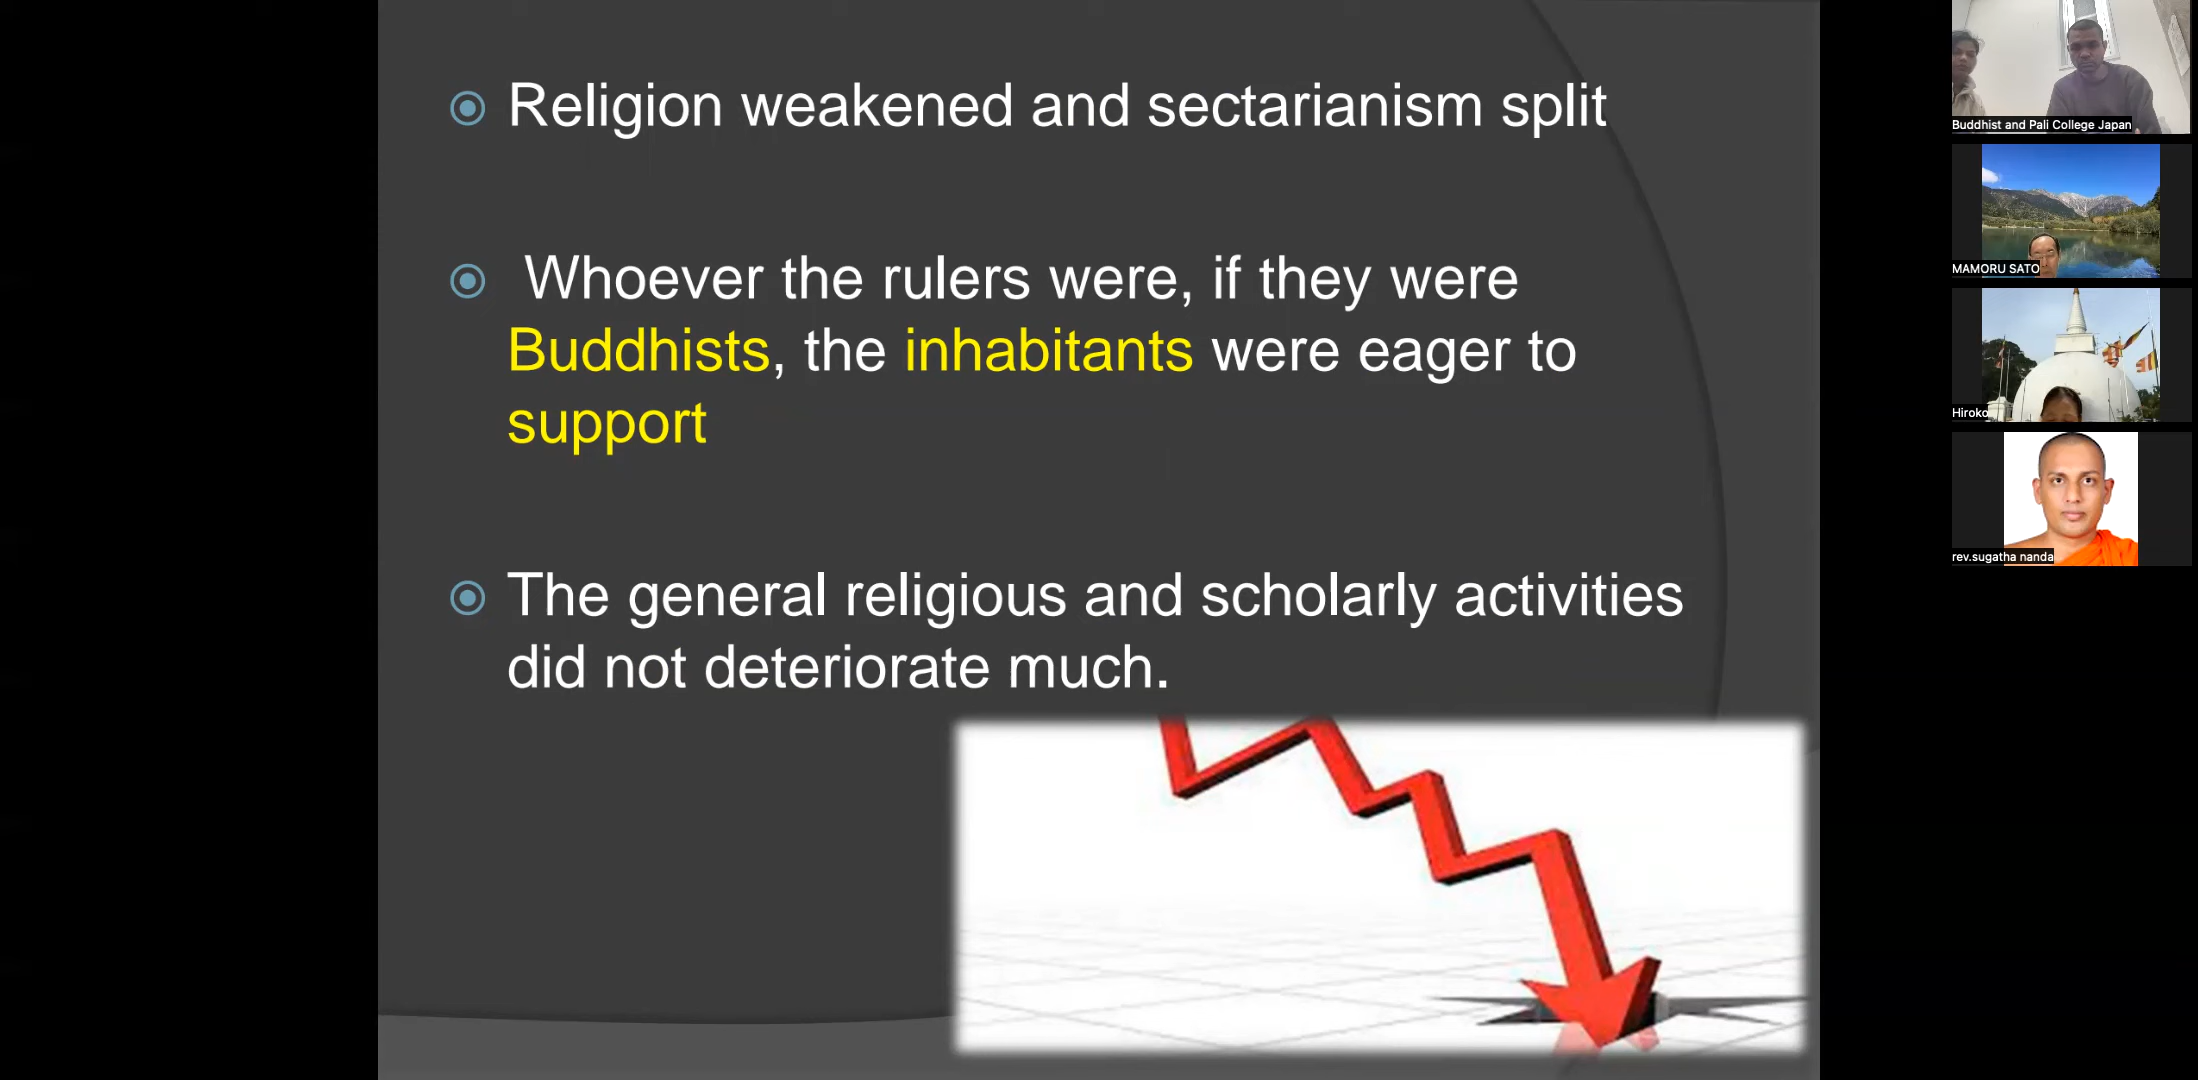 Religion weakened and sectarianism split
Whoever the rulers were, if they were
Buddhists, the inhabitants were eager to
support
The general religious and scholarly activities
did not deteriorate much.
Buddhist and Pali College Japan
MAMORU SATO
Hiroko
rev.sugatha nanda